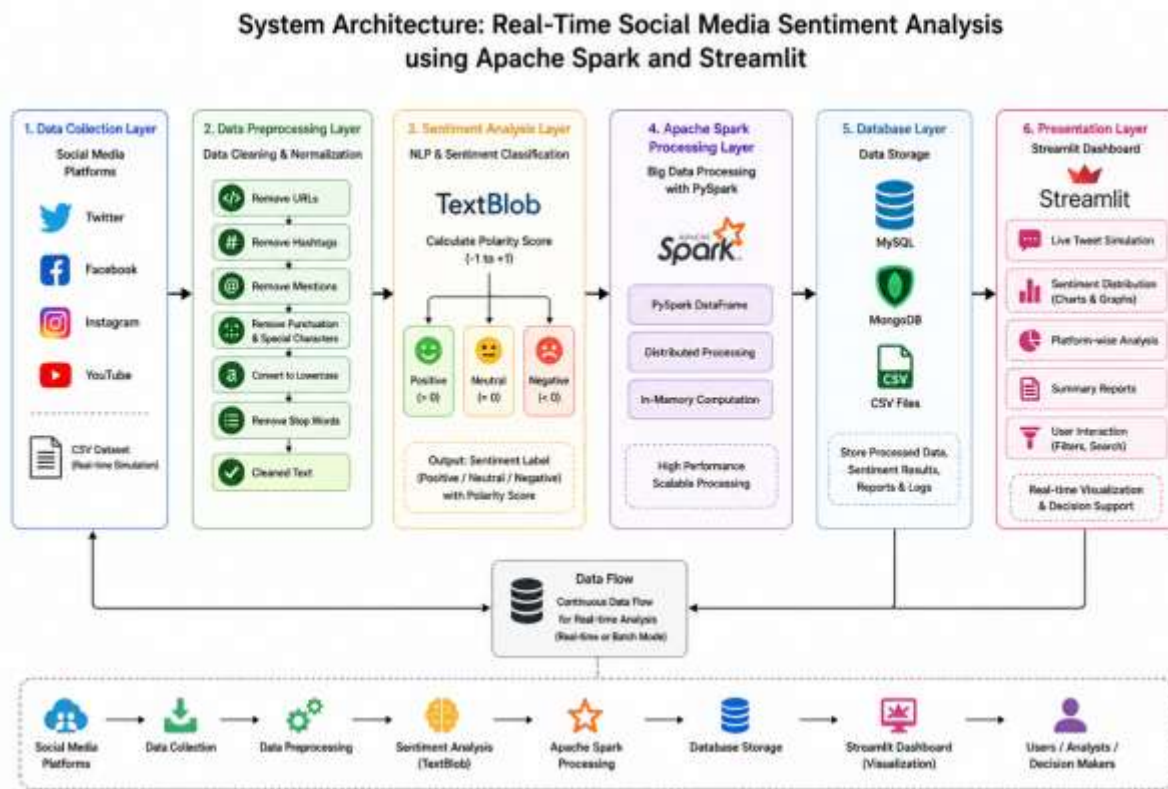 System Architecture: Real-Time Social Media Sentiment Analysis
using Apache Spark and Streamlit
1. Data Collection Layer
Social Media
Platforms
Twitter
Facebook
Instagram
YouTube
CSV Dataset
(Real-time Simulation)
2. Data Preprocessing Layer
Data Cleaning & Normalization
</>
Remove URLs
#
Remove Hashtags
@
Remove Mentions
Remove Punctuation
& Special Characters
a
Convert to Lowercase
Remove Stop Words
Cleaned Text
3. Sentiment Analysis Layer
NLP & Sentiment Classification
TextBlob
Calculate Polarity Score
(-1 to +1)
Positive
(> 0)
Neutral
(= 0)
Negative
(< 0)
Output: Sentiment Label
(Positive / Neutral / Negative)
with Polarity Score
4. Apache Spark
Processing Layer
Big Data Processing
with PySpark
APACHE
Spark
PySpark DataFrame
Distributed Processing
In-Memory Computation
High Performance
Scalable Processing
5. Database Layer
Data Storage
MySQL
MongoDB
CSV
CSV Files
Store Processed Data,
Sentiment Results,
Reports & Logs
6. Presentation Layer
Streamlit Dashboard
Streamlit
Live Tweet Simulation
Sentiment Distribution
(Charts & Graphs)
Platform-wise Analysis
Summary Reports
User Interaction
(Filters, Search)
Real-time Visualization
& Decision Support
Data Flow
Continuous Data Flow
for Real-time Analysis
(Real-time or Batch Mode)
Social Media
Platforms
Data Collection
Data Preprocessing
Sentiment Analysis
(TextBlob)
Apache Spark
Processing
Database Storage
Streamlit Dashboard
(Visualization)
Users / Analysts /
Decision Makers